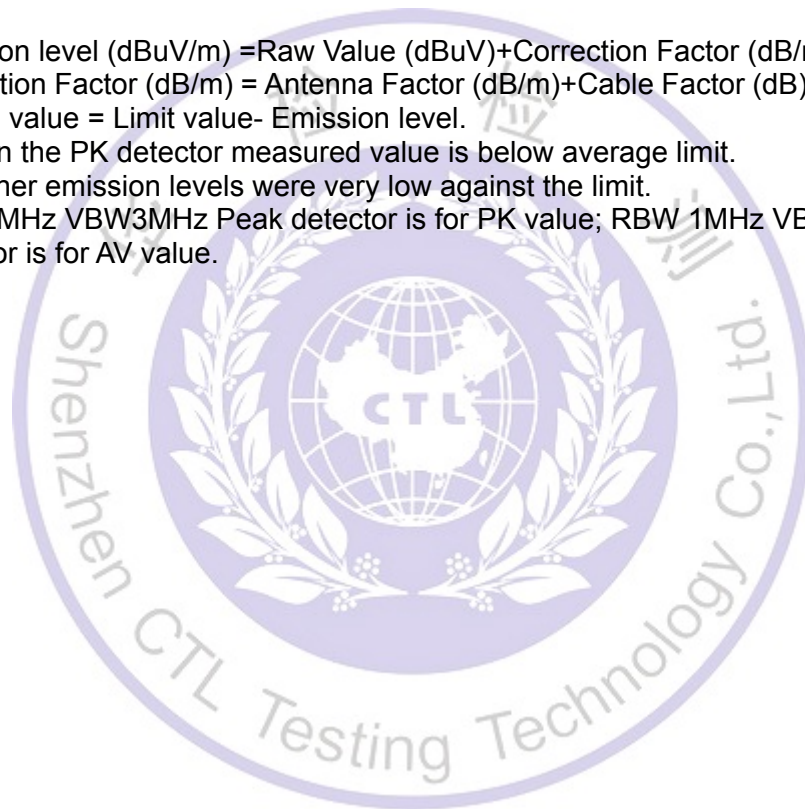 on level (dBuV/m) =Raw Value (dBuV)+Correction Factor (dB/
tion Factor (dB/m) = Antenna Factor (dB/m)+Cable Factor (dB)
value = Limit value- Emission level.
n the PK detector measured value is below average limit.
her emission levels were very low against the limit.
MHz VBW3MHz Peak detector is for PK value; RBW 1MHz VB
or is for AV value.
检 测
CTL
Shenzhen CTL Testing Technology Co.,Ltd.